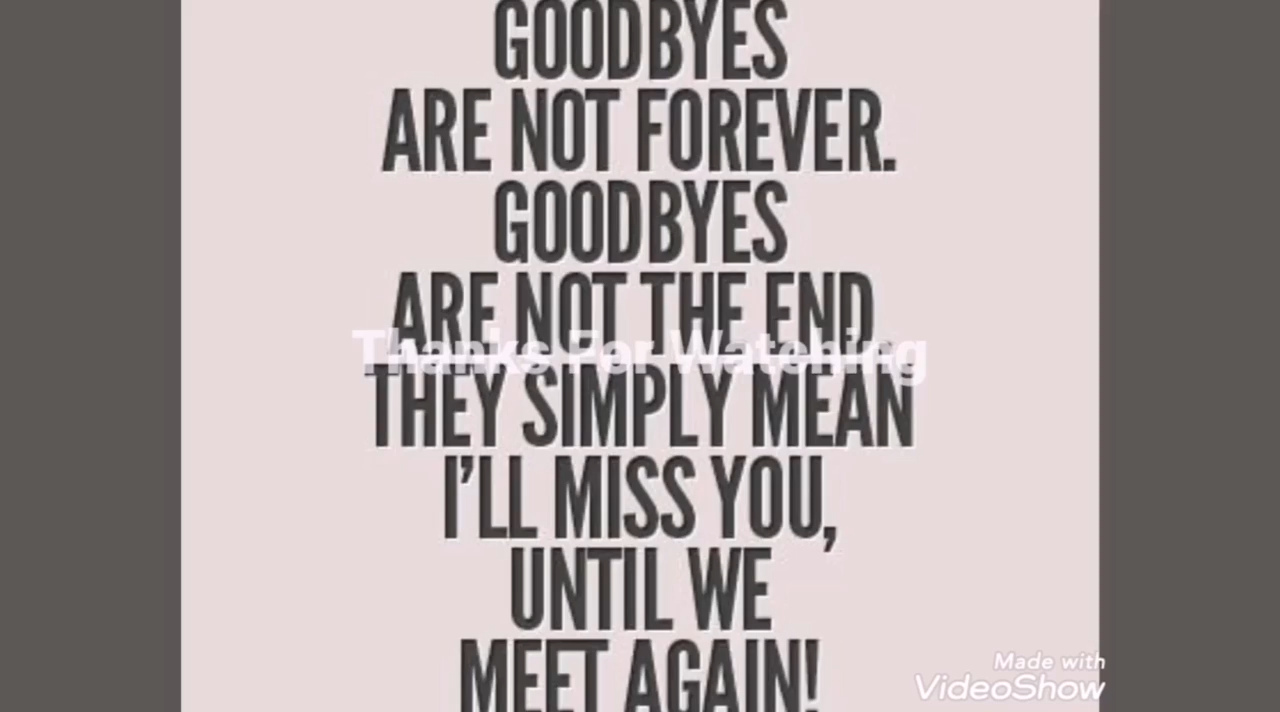 GOODBYES
ARE NOT FOREVER.
GOODBYES
ARE NOT THE END
Thanks For Watching
THEY SIMPLY MEAN
I'LL MISS YOU,
UNTIL WE
MEET AGAIN!
Made with
VideoShow